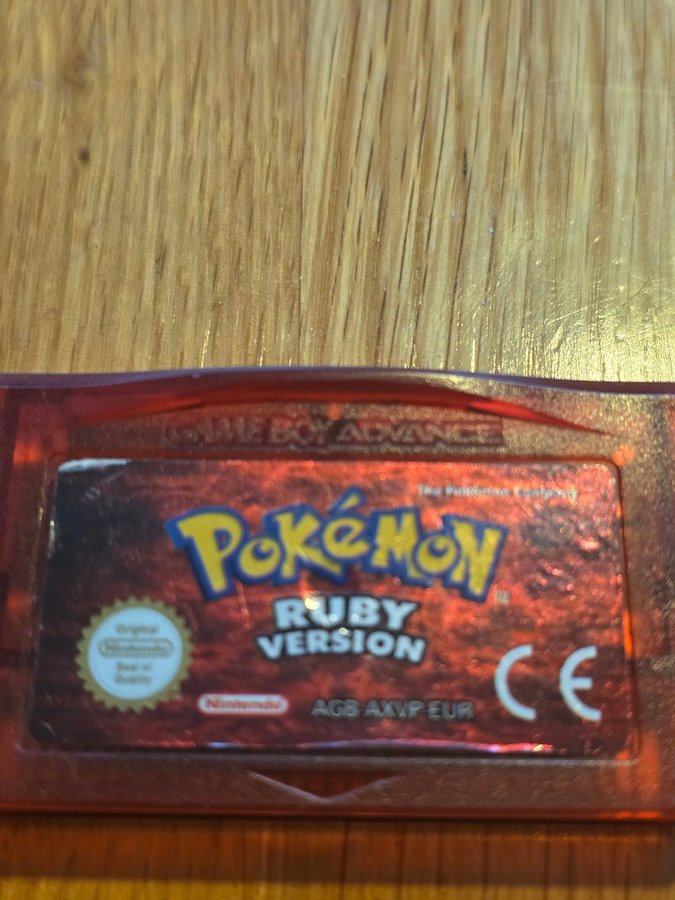 GAME BOY ADVANCE
The Pokémon Company
POKéMON
RUBY
VERSION
Original
Nintendo
Seal of
Quality
Nintendo
AGB-AXVP-EUR
CE